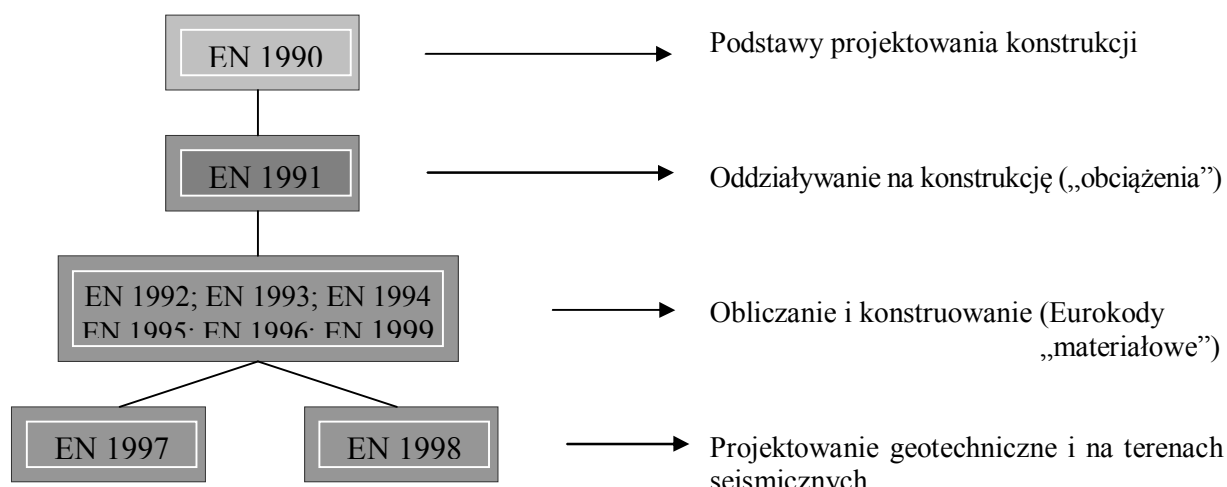 EN 1990
Podstawy projektowania konstrukcji
EN 1991
Oddziaływanie na konstrukcję („obciążenia”)
EN 1992; EN 1993; EN 1994
EN 1995; EN 1996; EN 1999
Obliczanie i konstruowanie (Eurokody
„materiałowe”)
EN 1997
EN 1998
Projektowanie geotechniczne i na terenach
sejsmicznych